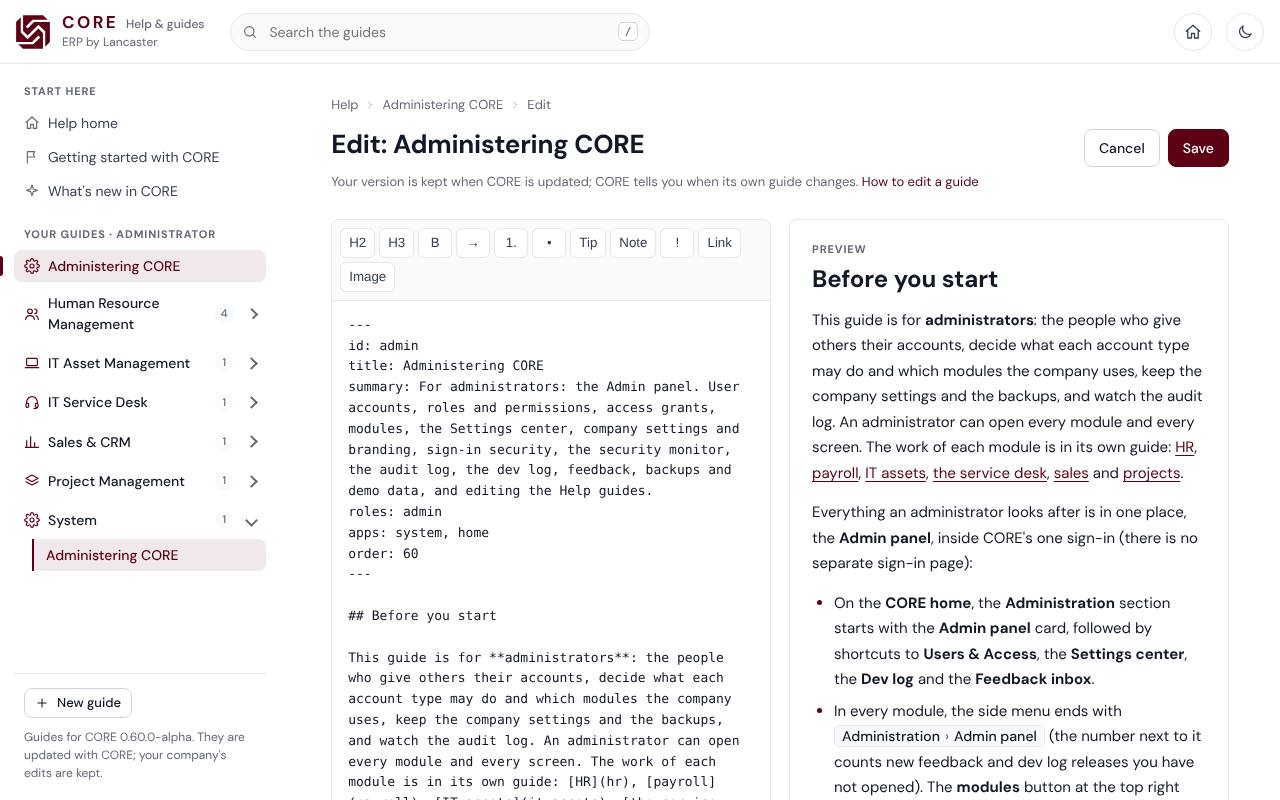 CORE Help & guides
ERP by Lancaster
Search the guides /
START HERE
Help home
Getting started with CORE
What's new in CORE
YOUR GUIDES · ADMINISTRATOR
Administering CORE
Human Resource
Management 4
IT Asset Management 1
IT Service Desk 1
Sales & CRM 1
Project Management 1
System 1
Administering CORE
New guide
Guides for CORE 0.60.0-alpha. They are
updated with CORE; your company's
edits are kept.
Help › Administering CORE › Edit
Edit: Administering CORE
Cancel Save
Your version is kept when CORE is updated; CORE tells you when its own guide changes. How to edit a guide
H2 H3 B → 1. • Tip Note ! Link
Image
---
id: admin
title: Administering CORE
summary: For administrators: the Admin panel. User
accounts, roles and permissions, access grants,
modules, the Settings center, company settings and
branding, sign-in security, the security monitor,
the audit log, the dev log, feedback, backups and
demo data, and editing the Help guides.
roles: admin
apps: system, home
order: 60
---
## Before you start
This guide is for **administrators**: the people
who give others their accounts, decide what each
account type may do and which modules the company
uses, keep the company settings and the backups,
and watch the audit log. An administrator can open
every module and every screen. The work of each
module is in its own guide: [HR](hr), [payroll]
PREVIEW
Before you start
This guide is for administrators: the people who give
others their accounts, decide what each account type
may do and which modules the company uses, keep the
company settings and the backups, and watch the audit
log. An administrator can open every module and every
screen. The work of each module is in its own guide: HR,
payroll, IT assets, the service desk, sales and projects.
Everything an administrator looks after is in one place,
the Admin panel, inside CORE's one sign-in (there is no
separate sign-in page):
• On the CORE home, the Administration section
starts with the Admin panel card, followed by
shortcuts to Users & Access, the Settings center,
the Dev log and the Feedback inbox.
• In every module, the side menu ends with
Administration › Admin panel (the number next to it
counts new feedback and dev log releases you have
not opened). The modules button at the top right